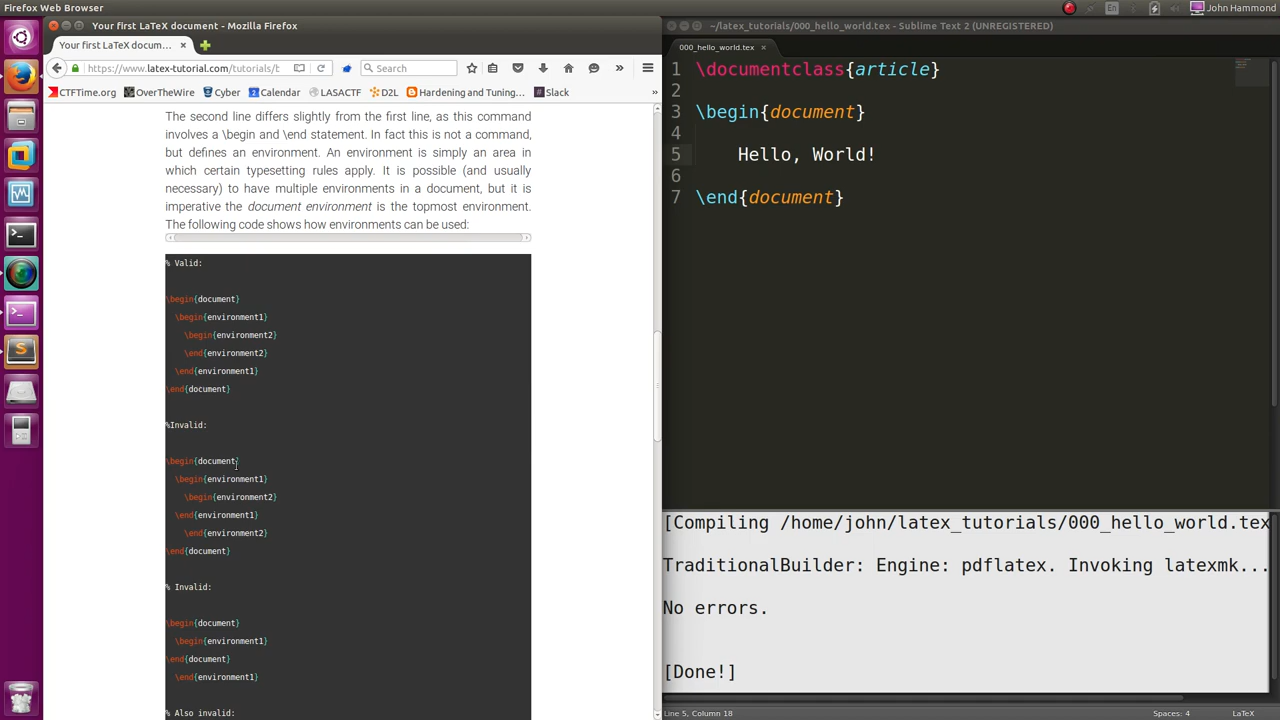 Firefox Web Browser
En
John Hammond
Your first LaTeX document - Mozilla Firefox
Your first LaTeX docum...
https://www.latex-tutorial.com/tutorials/b
Search
CTFTime.org
OverTheWire
Cyber
Calendar
LASACTF
D2L
Hardening and Tuning...
Slack
The second line differs slightly from the first line, as this command
involves a \begin and \end statement. In fact this is not a command,
but defines an environment. An environment is simply an area in
which certain typesetting rules apply. It is possible (and usually
necessary) to have multiple environments in a document, but it is
imperative the document environment is the topmost environment.
The following code shows how environments can be used:
% Valid:
\begin{document}
\begin{environment1}
\begin{environment2}
\end{environment2}
\end{environment1}
\end{document}
%Invalid:
\begin{document}
\begin{environment1}
\begin{environment2}
\end{environment1}
\end{environment2}
\end{document}
% Invalid:
\begin{document}
\begin{environment1}
\end{document}
\end{environment1}
% Also invalid:
~/latex_tutorials/000_hello_world.tex - Sublime Text 2 (UNREGISTERED)
000_hello_world.tex
1 \documentclass{article}
2
3 \begin{document}
4
5 Hello, World!
6
7 \end{document}
[Compiling /home/john/latex_tutorials/000_hello_world.tex
TraditionalBuilder: Engine: pdflatex. Invoking latexmk...
No errors.
[Done!]
Line 5, Column 18
Spaces: 4
LaTeX